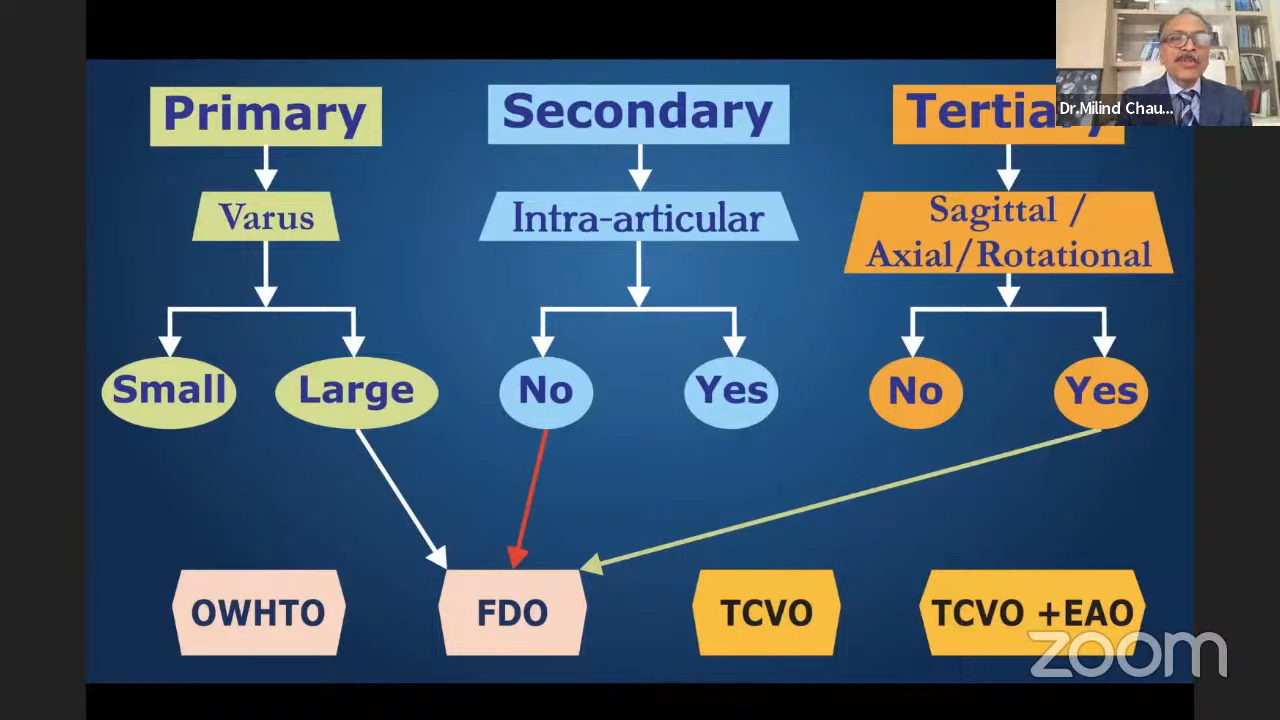 Primary
Secondary
Tertiary
Dr.Milind Chau...
Varus
Intra-articular
Sagittal /
Axial/Rotational
Small
Large
No
Yes
No
Yes
OWHTO
FDO
TCVO
TCVO +EAO
zoom